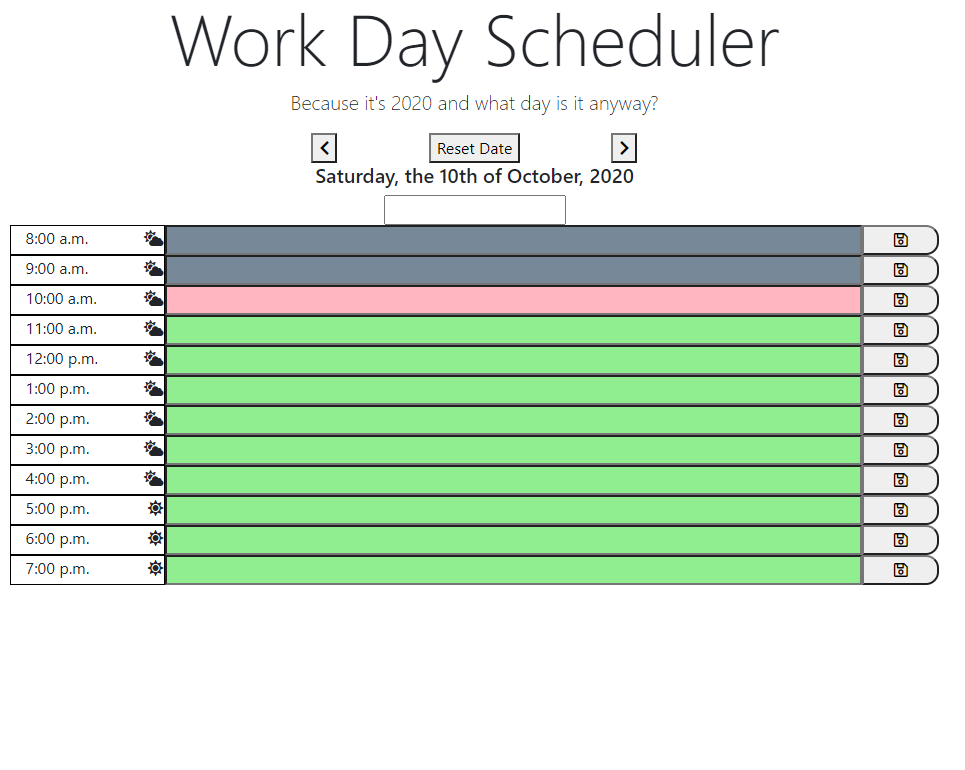 Work Day Scheduler
Because it's 2020 and what day is it anyway?
Reset Date
Saturday, the 10th of October, 2020
8:00 a.m.
9:00 a.m.
10:00 a.m.
11:00 a.m.
12:00 p.m.
1:00 p.m.
2:00 p.m.
3:00 p.m.
4:00 p.m.
5:00 p.m.
6:00 p.m.
7:00 p.m.